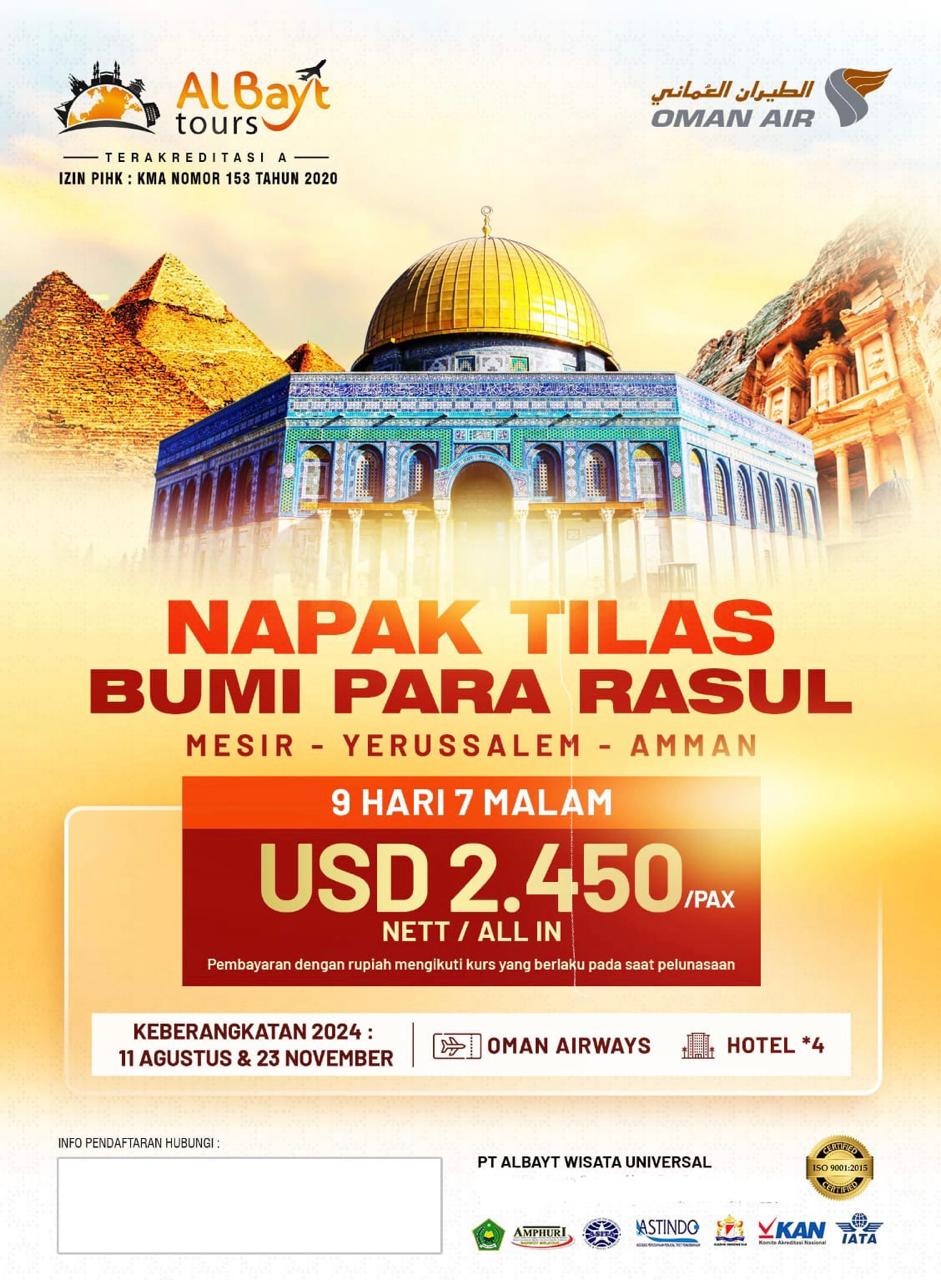 AlBayt
tours
TERAKREDITASI A
IZIN PIHK : KMA NOMOR 153 TAHUN 2020
الطيران العماني
OMAN AIR
NAPAK TILAS
BUMI PARA RASUL
MESIR - YERUSSALEM - AMMAN
9 HARI 7 MALAM
USD 2.450/PAX
NETT / ALL IN
Pembayaran dengan rupiah mengikuti kurs yang berlaku pada saat pelunasaan
KEBERANGKATAN 2024 :
11 AGUSTUS & 23 NOVEMBER
OMAN AIRWAYS
HOTEL *4
INFO PENDAFTARAN HUBUNGI :
PT ALBAYT WISATA UNIVERSAL
CERTIFIED
ISO 9001:2015
CERTIFIED
AMPHURI
ASITA
ASTINDO
KAN
Komite Akreditasi Nasional
IATA